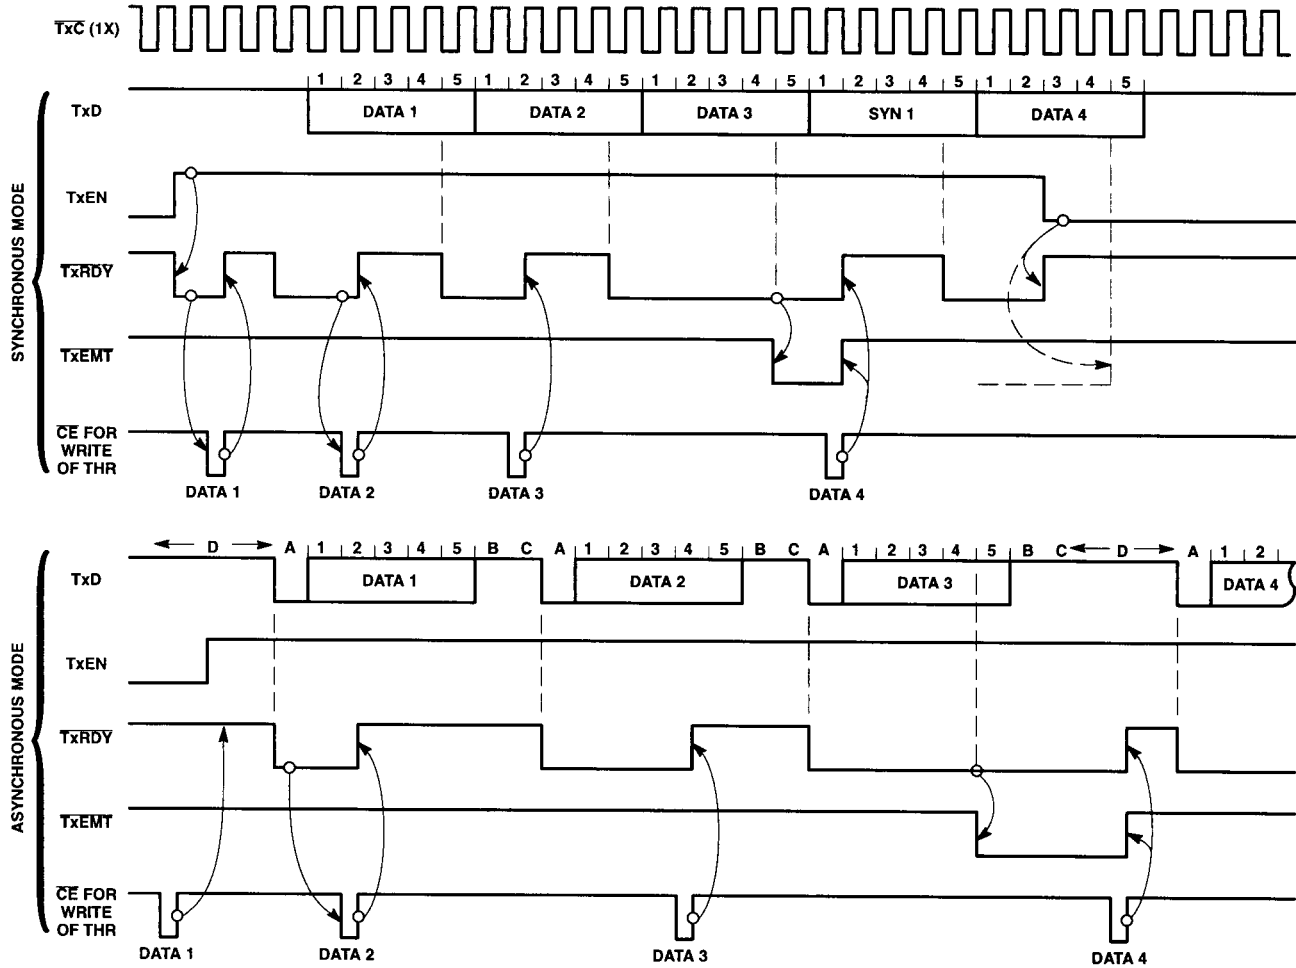 TxC (1X)
1 2 3 4 5 1 2 3 4 5 1 2 3 4 5 1 2 3 4 5 1 2 3 4 5
TxD
DATA 1 DATA 2 DATA 3 SYN 1 DATA 4
SYNCHRONOUS MODE
TxEN
TxRDY
TxEMT
CE FOR
WRITE
OF THR
DATA 1 DATA 2 DATA 3 DATA 4
D A 1 2 3 4 5 B C A 1 2 3 4 5 B C A 1 2 3 4 5 B C D A 1 2
TxD
DATA 1 DATA 2 DATA 3 DATA 4
ASYNCHRONOUS MODE
TxEN
TxRDY
TxEMT
CE FOR
WRITE
OF THR
DATA 1 DATA 2 DATA 3 DATA 4